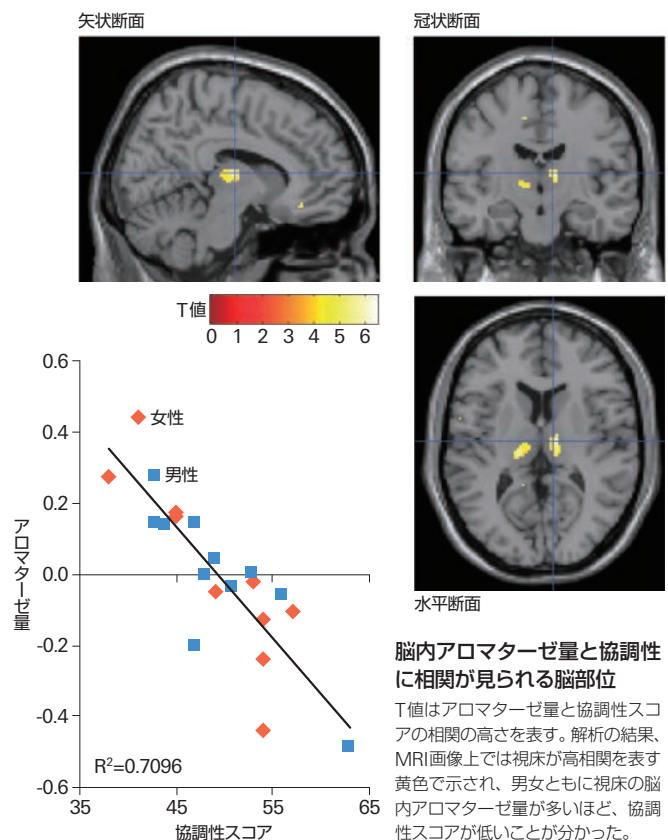 矢状断面
冠状断面
T値
0 1 2 3 4 5 6
水平断面
0.6
0.4
0.2
0.0
-0.2
-0.4
-0.6
アロマターゼ量
女性
男性
R²=0.7096
35 45 55 65
協調性スコア
脳内アロマターゼ量と協調性
に相関が見られる脳部位
T値はアロマターゼ量と協調性スコ
アの相関の高さを表す。解析の結果、
MRI画像上では視床が高相関を表す
黄色で示され、男女ともに視床の脳
内アロマターゼ量が多いほど、協調
性スコアが低いことが分かった。